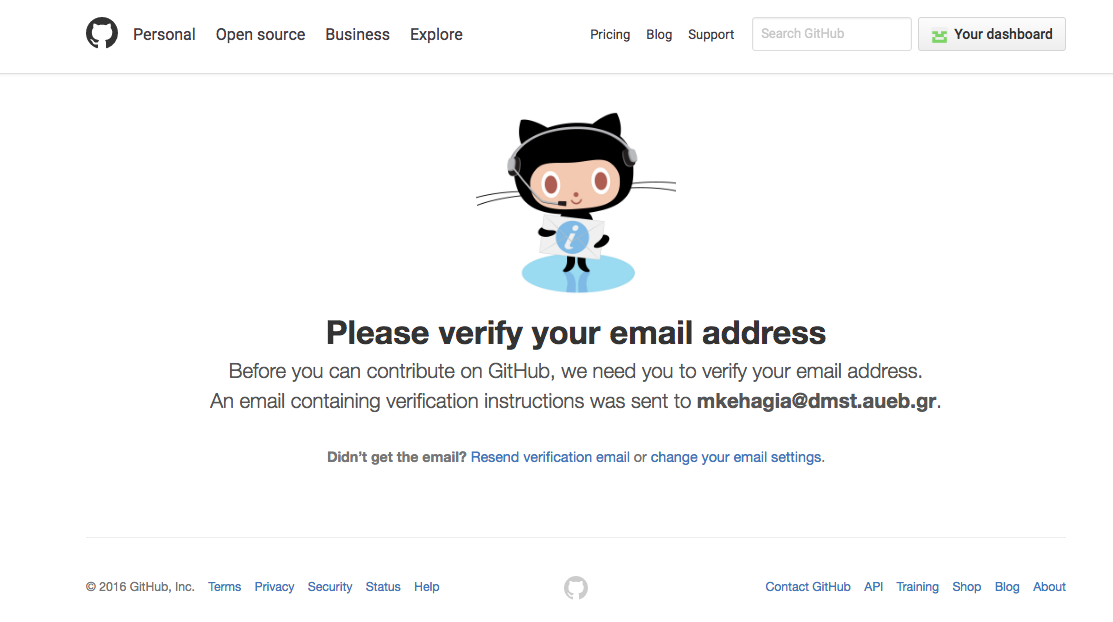 Personal Open source Business Explore Pricing Blog Support Search GitHub Your dashboard
i
Please verify your email address
Before you can contribute on GitHub, we need you to verify your email address.
An email containing verification instructions was sent to mkehagia@dmst.aueb.gr.
Didn't get the email? Resend verification email or change your email settings.
© 2016 GitHub, Inc. Terms Privacy Security Status Help Contact GitHub API Training Shop Blog About